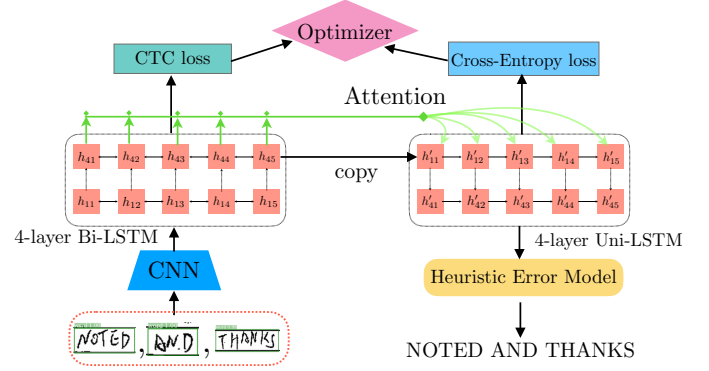 Optimizer
CTC loss
Cross-Entropy loss
Attention
h41 h42 h43 h44 h45
h'11 h'12 h'13 h'14 h'15
copy
h11 h12 h13 h14 h15
h'41 h'42 h'43 h'44 h'45
4-layer Bi-LSTM
4-layer Uni-LSTM
CNN
Heuristic Error Model
NOTED , AND , THANKS
NOTED AND THANKS